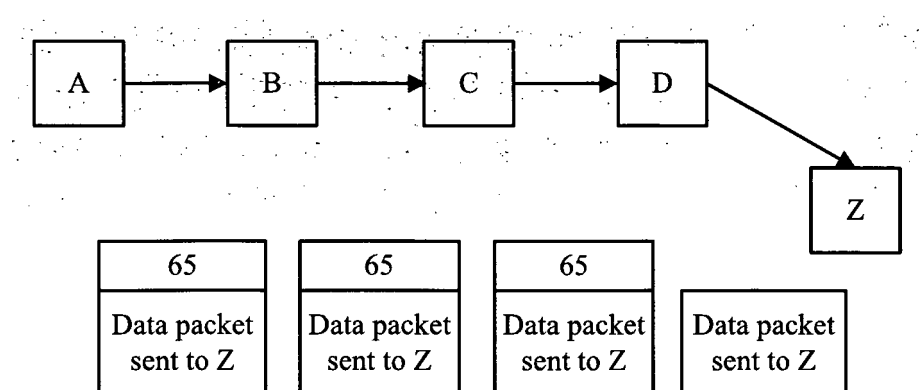 A B C D
Z
65 65 65
Data packet Data packet Data packet Data packet
sent to Z sent to Z sent to Z sent to Z